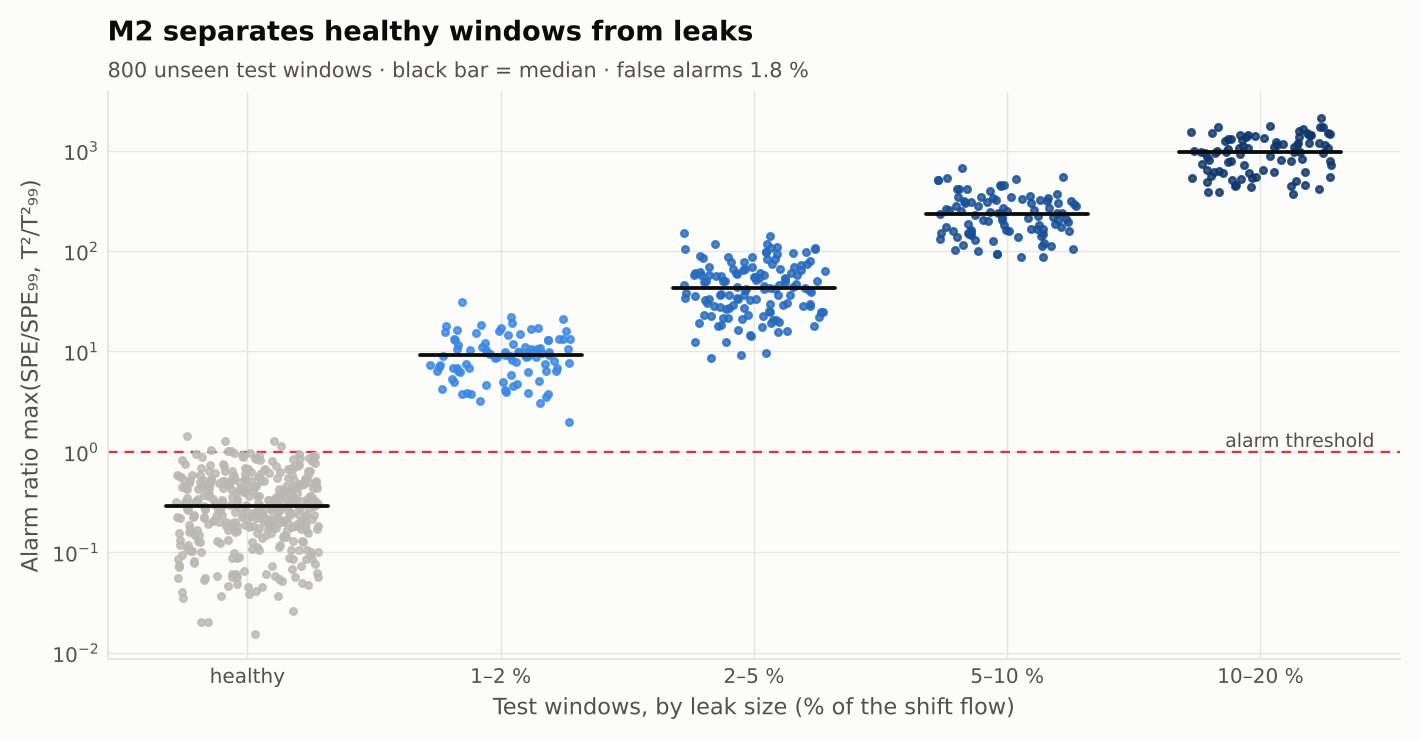 M2 separates healthy windows from leaks
800 unseen test windows · black bar = median · false alarms 1.8 %
Alarm ratio max(SPE/SPE₉₉, T²/T²₉₉)
10³
10²
10¹
10⁰
10⁻¹
10⁻²
alarm threshold
healthy
1–2 %
2–5 %
5–10 %
10–20 %
Test windows, by leak size (% of the shift flow)